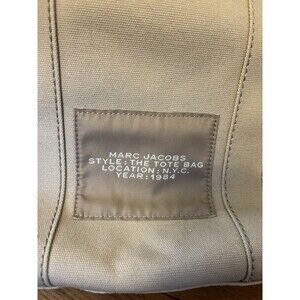 MARC JACOBS
STYLE: THE TOTE BAG
LOCATION: N.Y.C.
YEAR: 1984